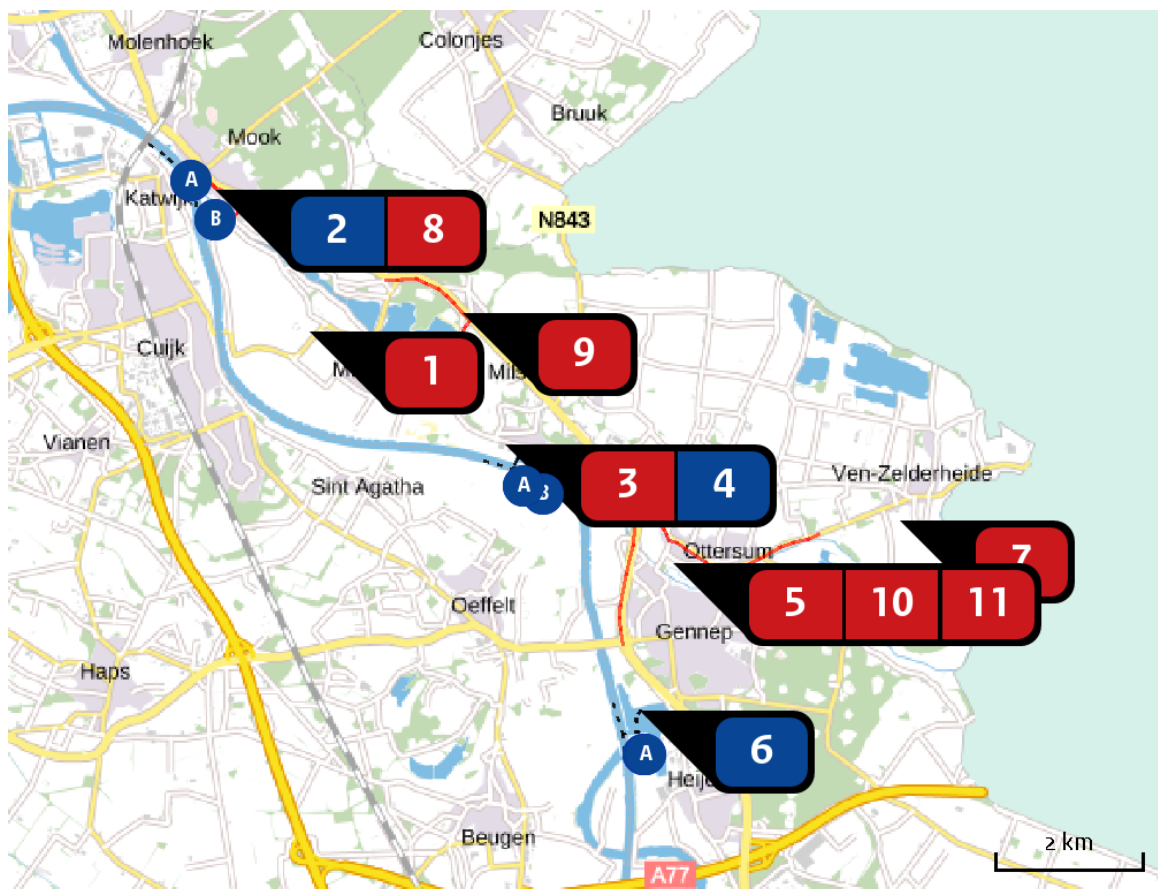 Molenhoek
Colonjes
Bruuk
Mook
A
Katwijk
B
2 8
N843
9
Cuijk
1
Vianen
Sint Agatha
Ven-Zelderheide
A
3 4
Ottersum
7
5 10 11
Oeffelt
Gennep
Haps
6
A
Beugen
2 km
A77